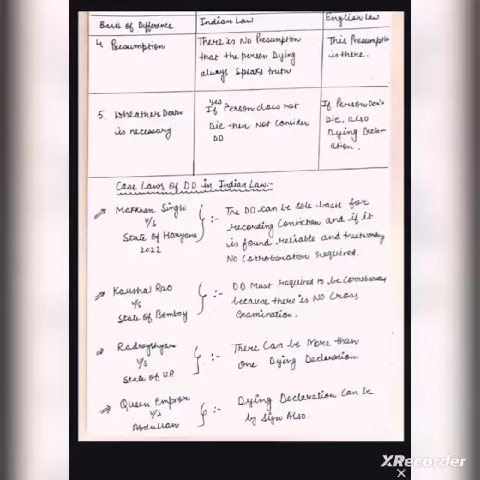 Basis of Difference
Indian Law
English Law
4. Presumption
There is No Presumption
that the person Dying
always speaks truth
This Presumption
is there.
5. Wheather Death
is necessary
yes
If Person does not
Die then Not Consider
DD
If Person Don't
Die, also
Dying Decla-
ation.
Case Laws of DD in Indian Law:-
Makhan Singh
v/s
State of Haryana
2022
:- The DD can be sole basis for
recording Conviction and if it
is found reliable and trustworthy
No corroboration Required.
Kaushal Rao
v/s
State of Bombay
:- DD Must Required to be corroboray
because there is NO Cross
Examination.
Radroyshyam
v/s
State of U.P.
:- There Can be More than
One Dying Declaration
Queen Empror
v/s
Abdullah
:- Dying Declaration can be
by sign Also.
XRecorder